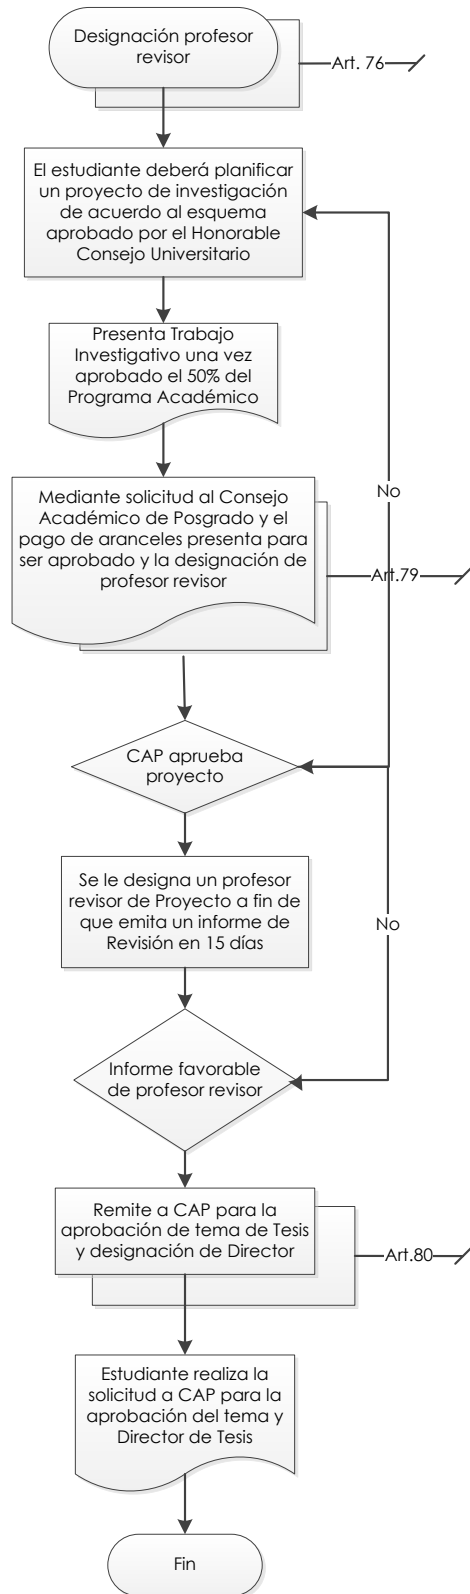 Designación profesor
revisor
Art. 76
El estudiante deberá planificar
un proyecto de investigación
de acuerdo al esquema
aprobado por el Honorable
Consejo Universitario
Presenta Trabajo
Investigativo una vez
aprobado el 50% del
Programa Académico
No
Mediante solicitud al Consejo
Académico de Posgrado y el
pago de aranceles presenta para
ser aprobado y la designación de
profesor revisor
Art.79
CAP aprueba
proyecto
Se le designa un profesor
revisor de Proyecto a fin de
que emita un informe de
Revisión en 15 días
No
Informe favorable
de profesor revisor
Remite a CAP para la
aprobación de tema de Tesis
y designación de Director
Art.80
Estudiante realiza la
solicitud a CAP para la
aprobación del tema y
Director de Tesis
Fin